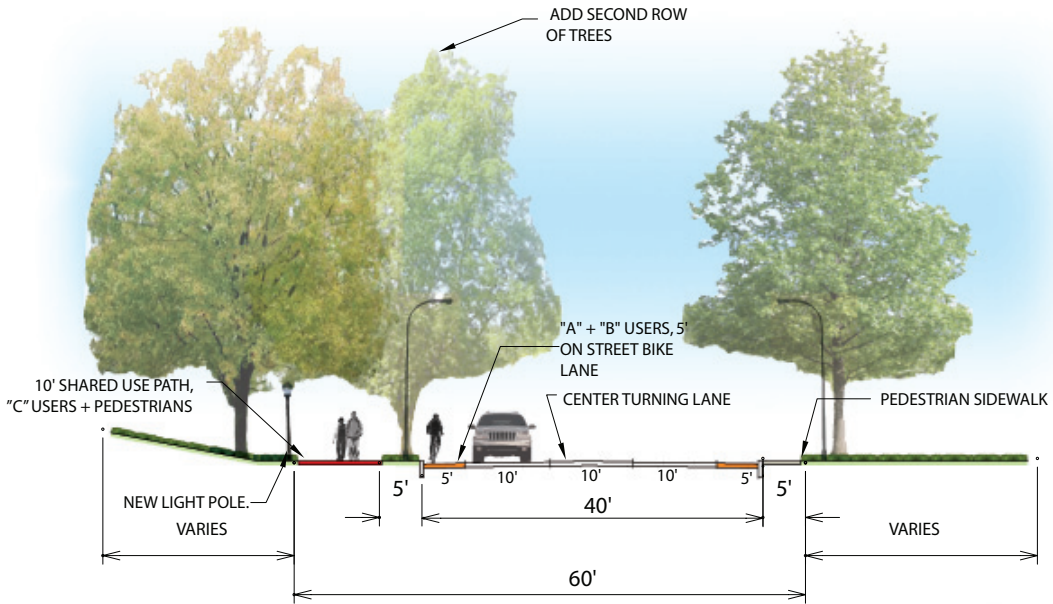 ADD SECOND ROW
OF TREES
"A" + "B" USERS, 5'
ON STREET BIKE
LANE
10' SHARED USE PATH,
"C" USERS + PEDESTRIANS
CENTER TURNING LANE
PEDESTRIAN SIDEWALK
NEW LIGHT POLE.
5'
5'
10'
10'
10'
5'
5'
VARIES
40'
VARIES
60'